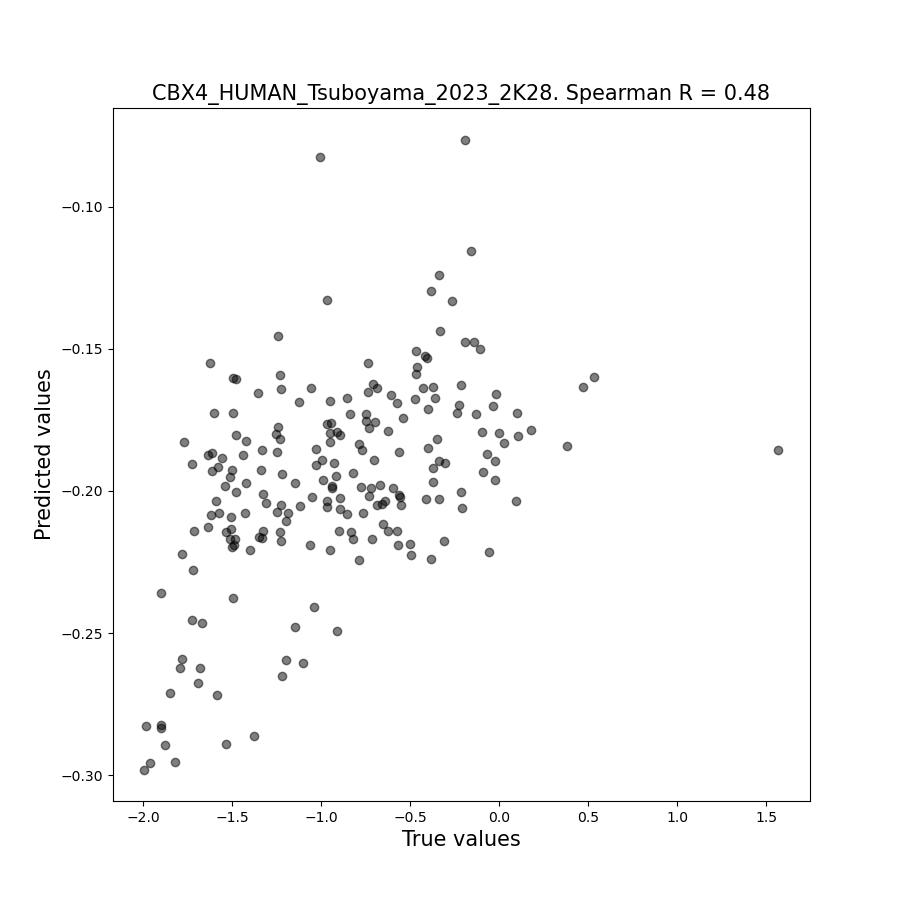 CBX4_HUMAN_Tsuboyama_2023_2K28. Spearman R = 0.48
Predicted values
−0.10
−0.15
−0.20
−0.25
−0.30
−2.0 −1.5 −1.0 −0.5 0.0 0.5 1.0 1.5
True values